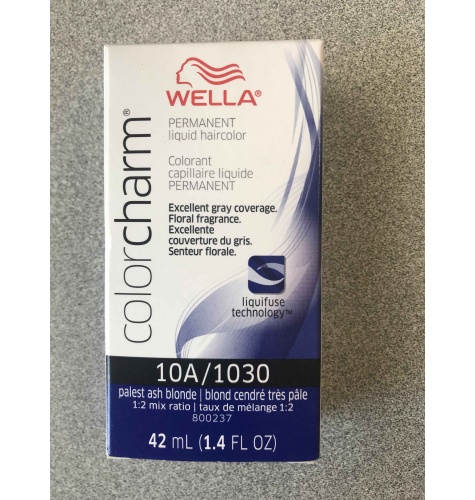 WELLA®
PERMANENT
liquid haircolor
Colorant
capillaire liquide
PERMANENT
Excellent gray coverage.
Floral fragrance.
Excellente
couverture du gris.
Senteur florale.
colorcharm®
liquifuse
technology™
10A/1030
palest ash blonde | blond cendré très pâle
1:2 mix ratio | taux de mélange 1:2
800237
42 mL (1.4 FL OZ)